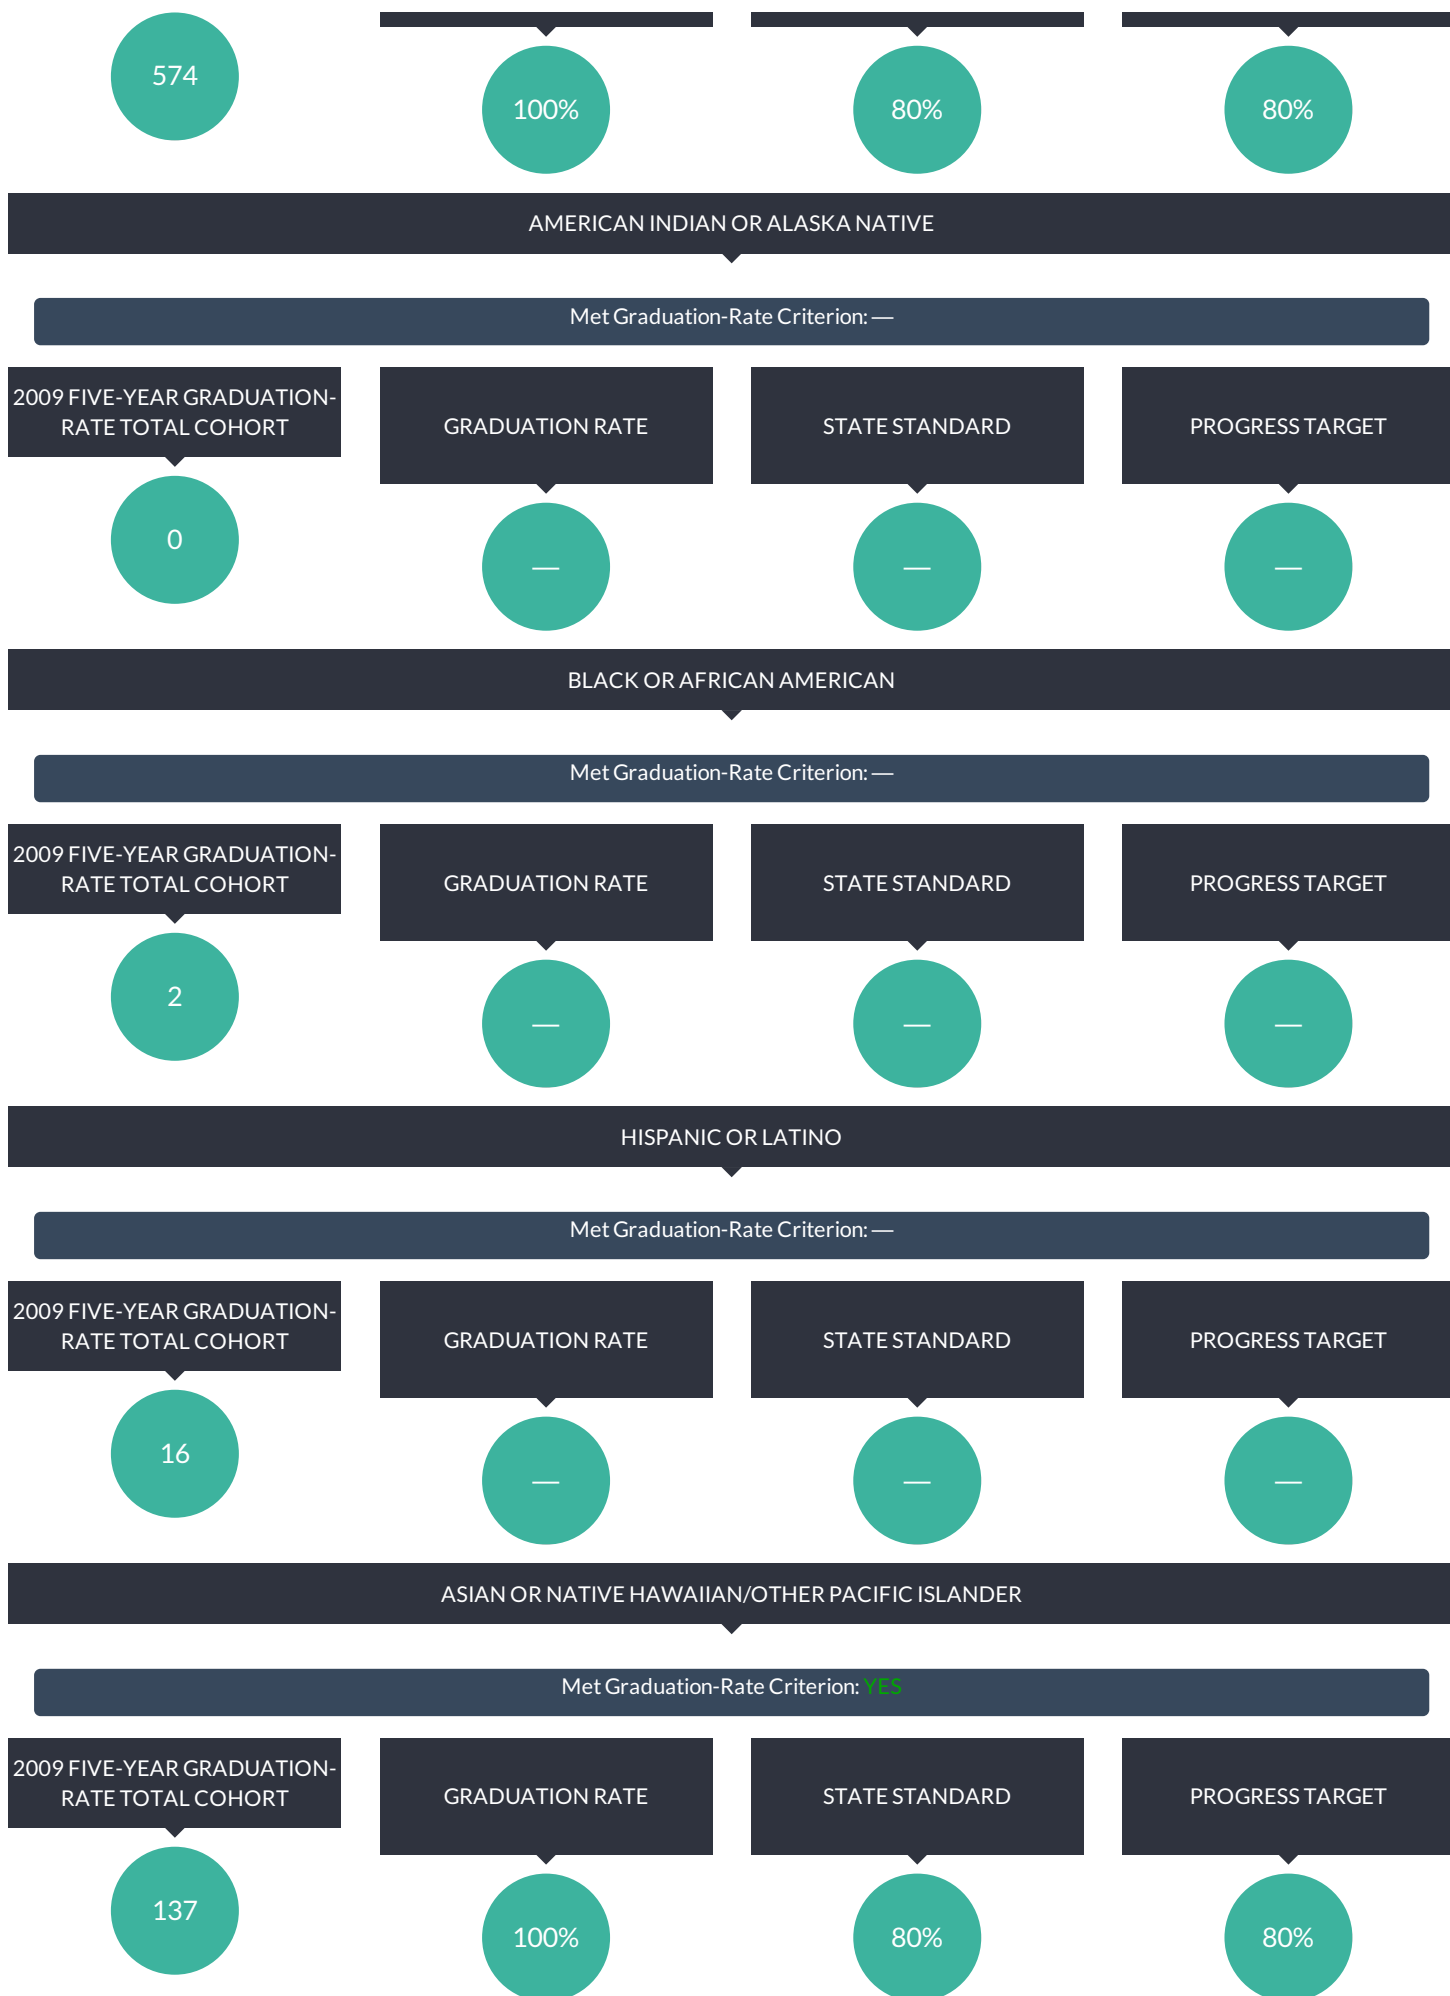 574
100%
80%
80%
AMERICAN INDIAN OR ALASKA NATIVE
Met Graduation-Rate Criterion: —
2009 FIVE-YEAR GRADUATION-
RATE TOTAL COHORT
GRADUATION RATE
STATE STANDARD
PROGRESS TARGET
0
—
—
—
BLACK OR AFRICAN AMERICAN
Met Graduation-Rate Criterion: —
2009 FIVE-YEAR GRADUATION-
RATE TOTAL COHORT
GRADUATION RATE
STATE STANDARD
PROGRESS TARGET
2
—
—
—
HISPANIC OR LATINO
Met Graduation-Rate Criterion: —
2009 FIVE-YEAR GRADUATION-
RATE TOTAL COHORT
GRADUATION RATE
STATE STANDARD
PROGRESS TARGET
16
—
—
—
ASIAN OR NATIVE HAWAIIAN/OTHER PACIFIC ISLANDER
Met Graduation-Rate Criterion: YES
2009 FIVE-YEAR GRADUATION-
RATE TOTAL COHORT
GRADUATION RATE
STATE STANDARD
PROGRESS TARGET
137
100%
80%
80%